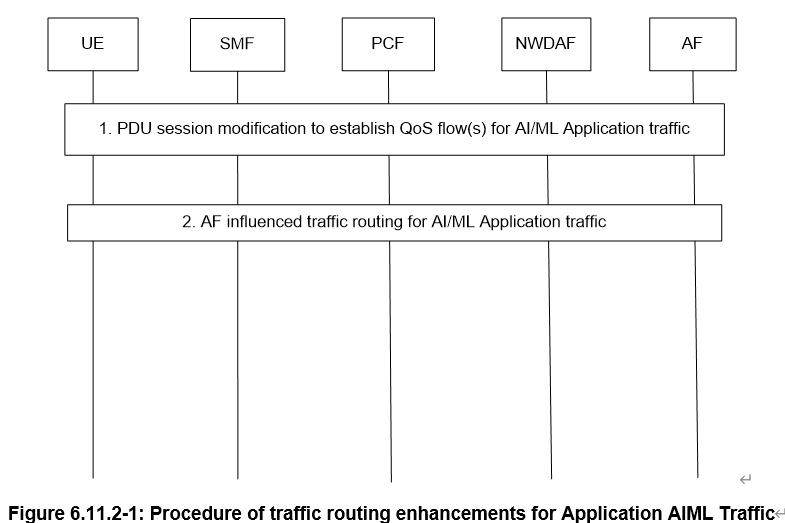 UE SMF PCF NWDAF AF
1. PDU session modification to establish QoS flow(s) for AI/ML Application traffic
2. AF influenced traffic routing for AI/ML Application traffic
Figure 6.11.2-1: Procedure of traffic routing enhancements for Application AIML Traffic